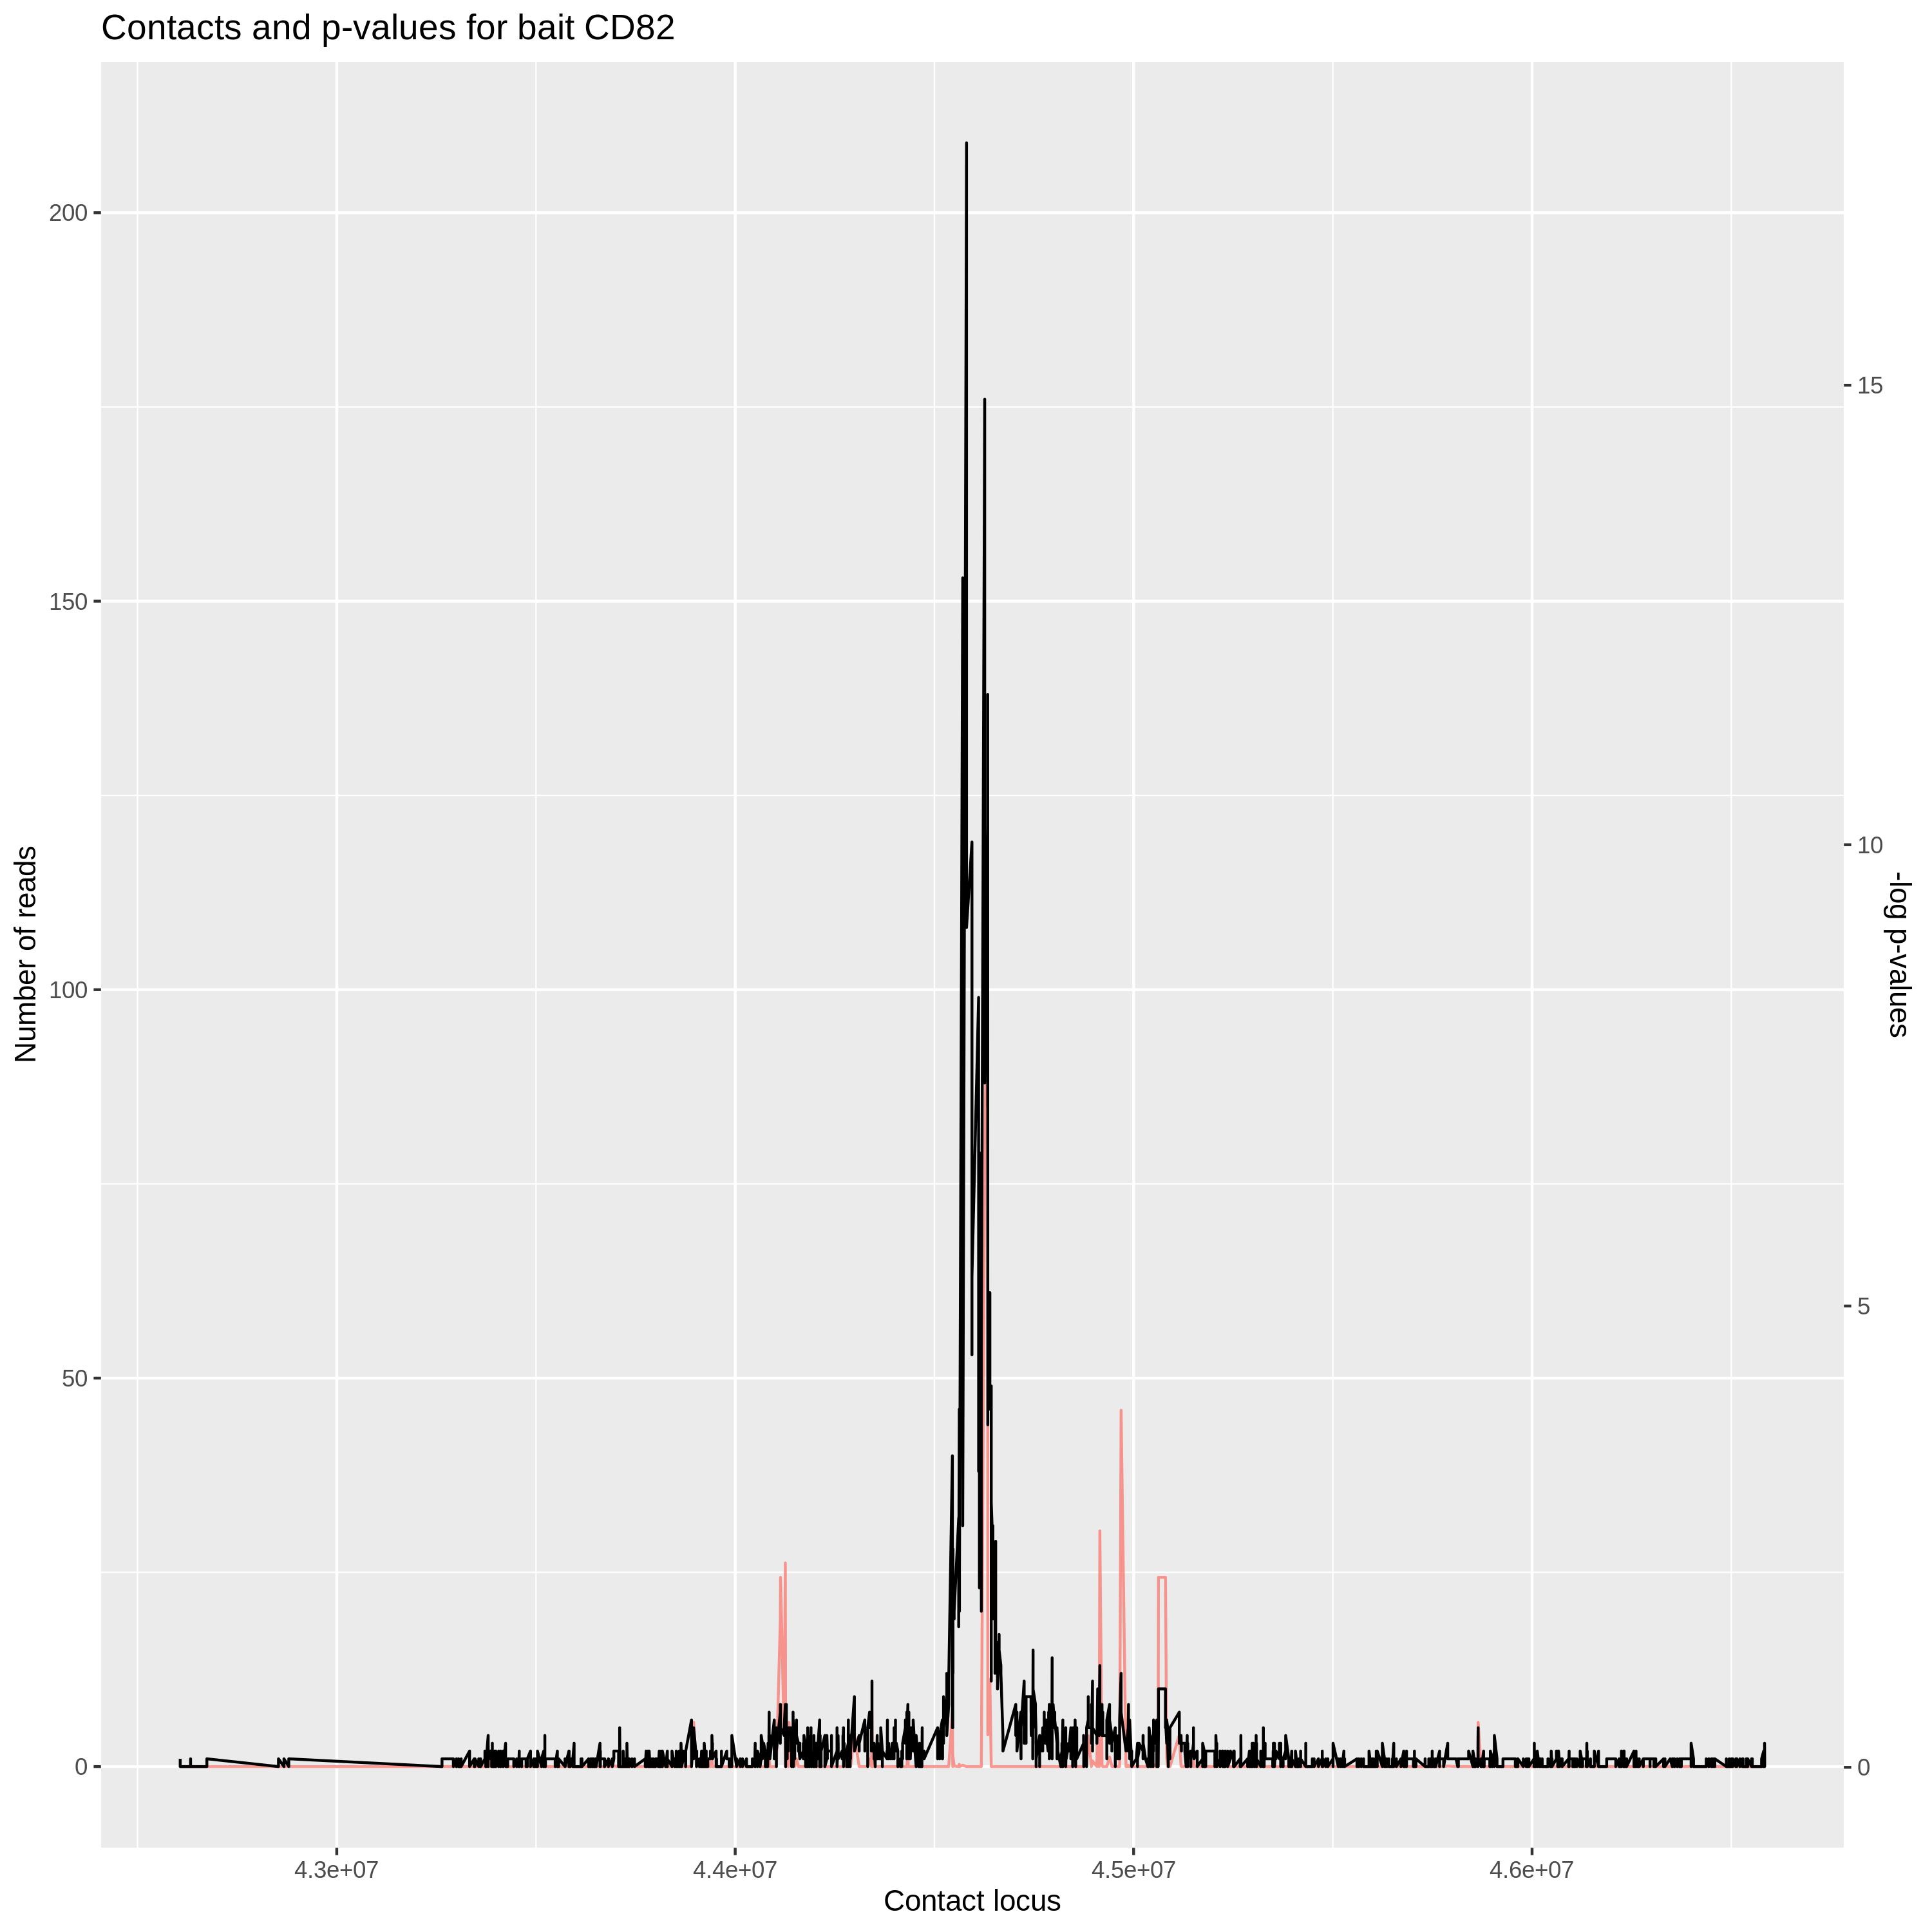 Contacts and p-values for bait CD82
200
150
100
50
0
Number of reads
15
10
5
0
-log p-values
4.3e+07
4.4e+07
4.5e+07
4.6e+07
Contact locus